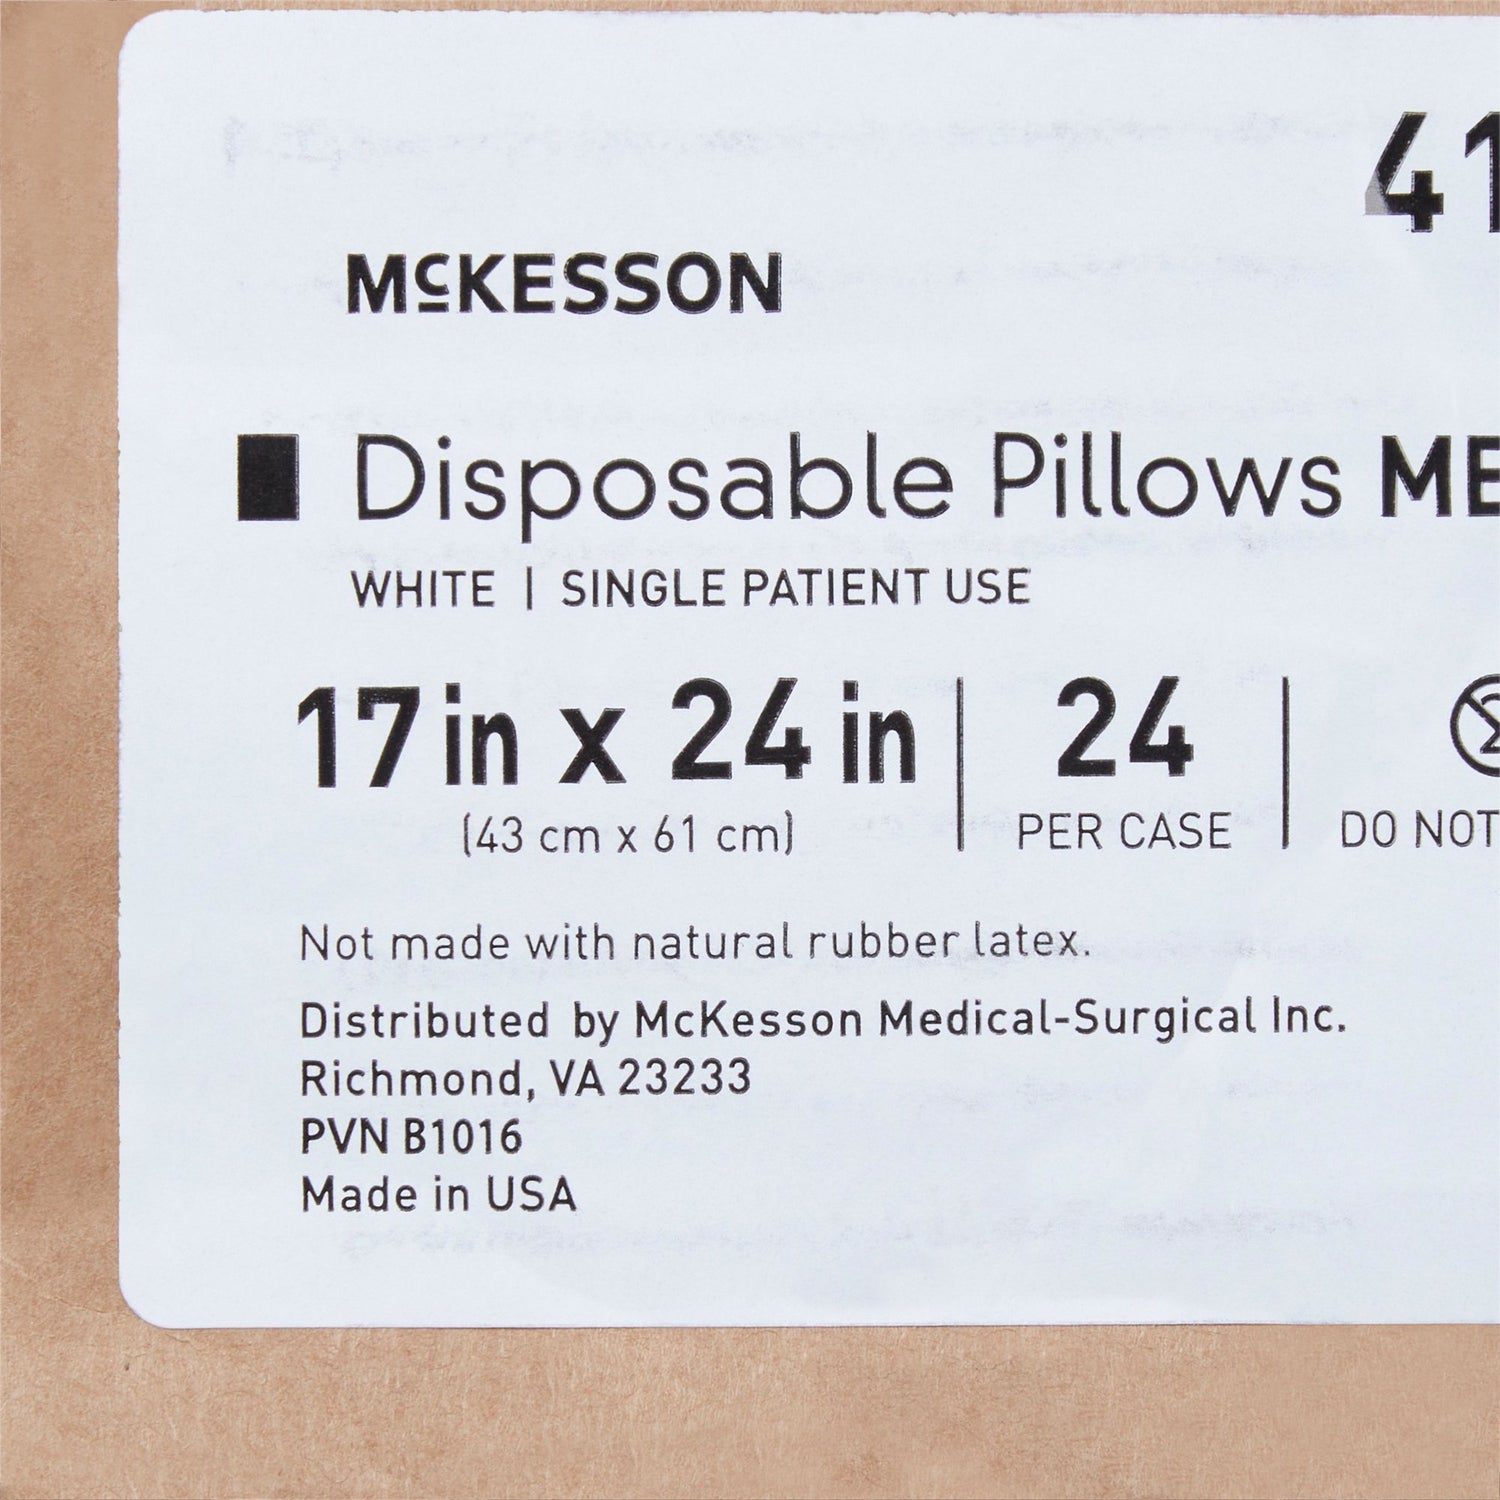 41
McKESSON
Disposable Pillows ME
WHITE | SINGLE PATIENT USE
17 in x 24 in | 24 |
(43 cm x 61 cm) PER CASE DO NOT
Not made with natural rubber latex.
Distributed by McKesson Medical-Surgical Inc.
Richmond, VA 23233
PVN B1016
Made in USA